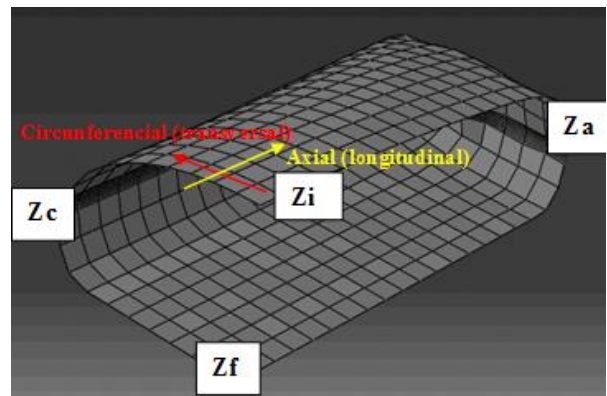 Circunferencial (transversal)
Za
Axial (longitudinal)
Zi
Zc
Zf